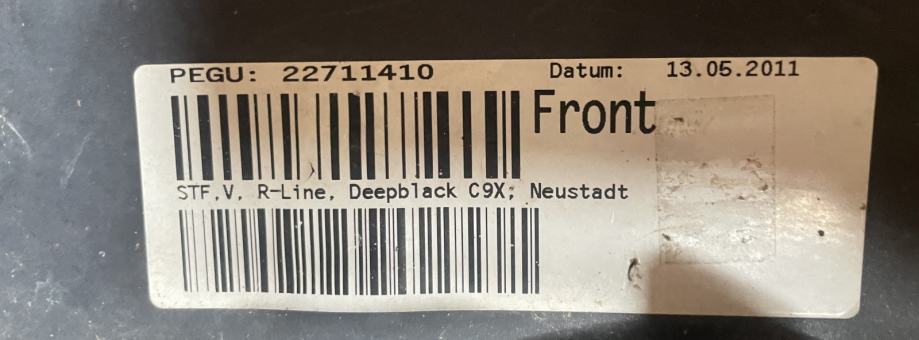 PEGU: 22711410 Datum: 13.05.2011
Front
STF,V, R-Line, Deepblack C9X; Neustadt